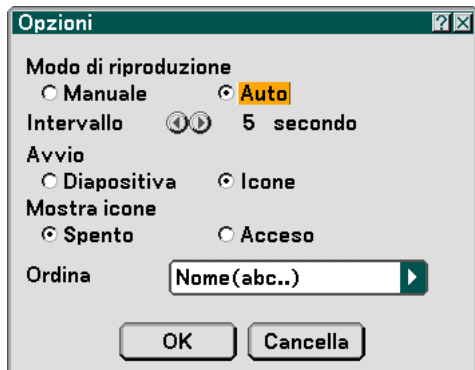 Opzioni
Modo di riproduzione
Manuale Auto
Intervallo 5 secondo
Avvio
Diapositiva Icone
Mostra icone
Spento Acceso
Ordina Nome(abc..)
OK Cancella